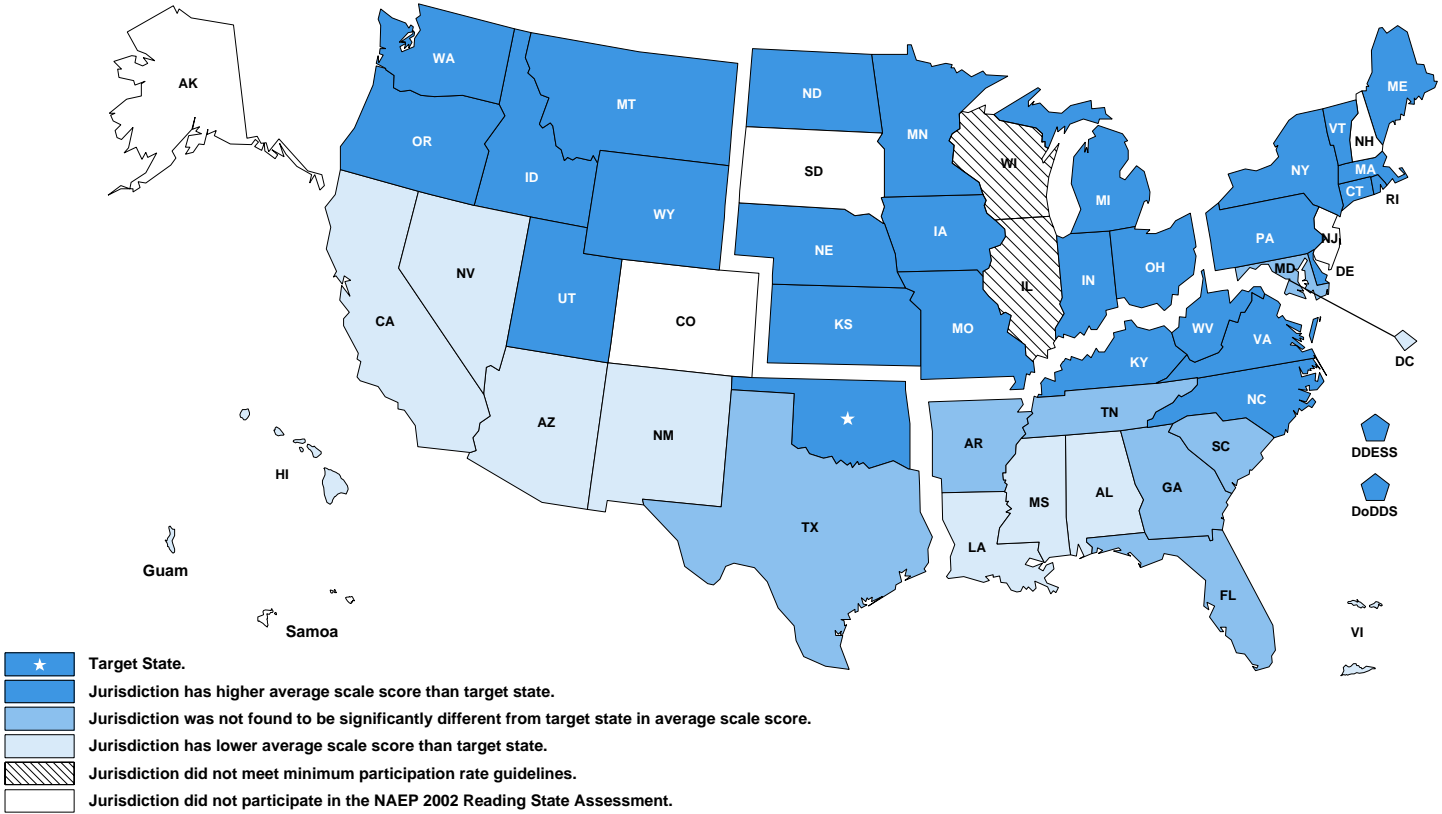 WA
AK
ME
ND
MT
VT
MN
OR
NH
WI
NY
SD
MA
ID
CT
MI
RI
WY
IA
PA
NJ
NE
OH
MD
DE
NV
IN
IL
UT
CA
CO
KS
MO
WV
VA
KY
DC
NC
TN
AZ
NM
AR
SC
DDESS
HI
GA
MS
AL
DoDDS
TX
LA
Guam
FL
Samoa
VI
Target State.
Jurisdiction has higher average scale score than target state.
Jurisdiction was not found to be significantly different from target state in average scale score.
Jurisdiction has lower average scale score than target state.
Jurisdiction did not meet minimum participation rate guidelines.
Jurisdiction did not participate in the NAEP 2002 Reading State Assessment.